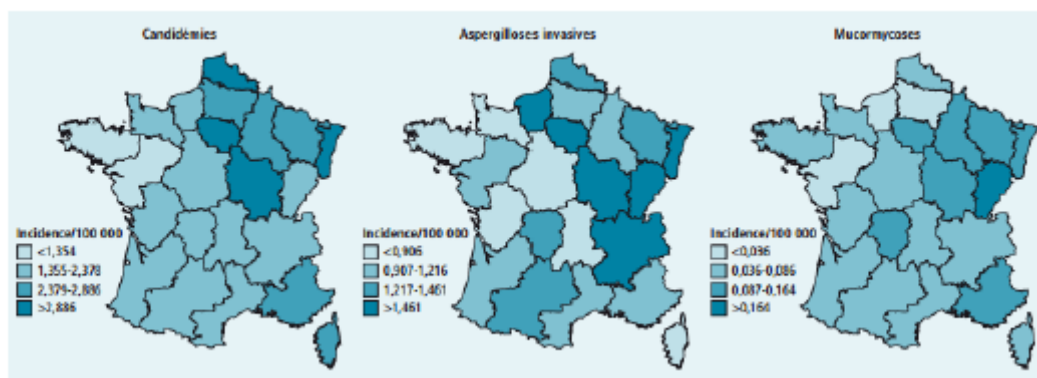 Candidémies
Aspergilloses invasives
Mucormycoses
Incidence/100 000
<1,354
1,355-2,378
2,379-2,886
>2,886
Incidence/100 000
<0,906
0,907-1,216
1,217-1,461
>1,461
Incidence/100 000
<0,036
0,036-0,086
0,087-0,164
>0,164